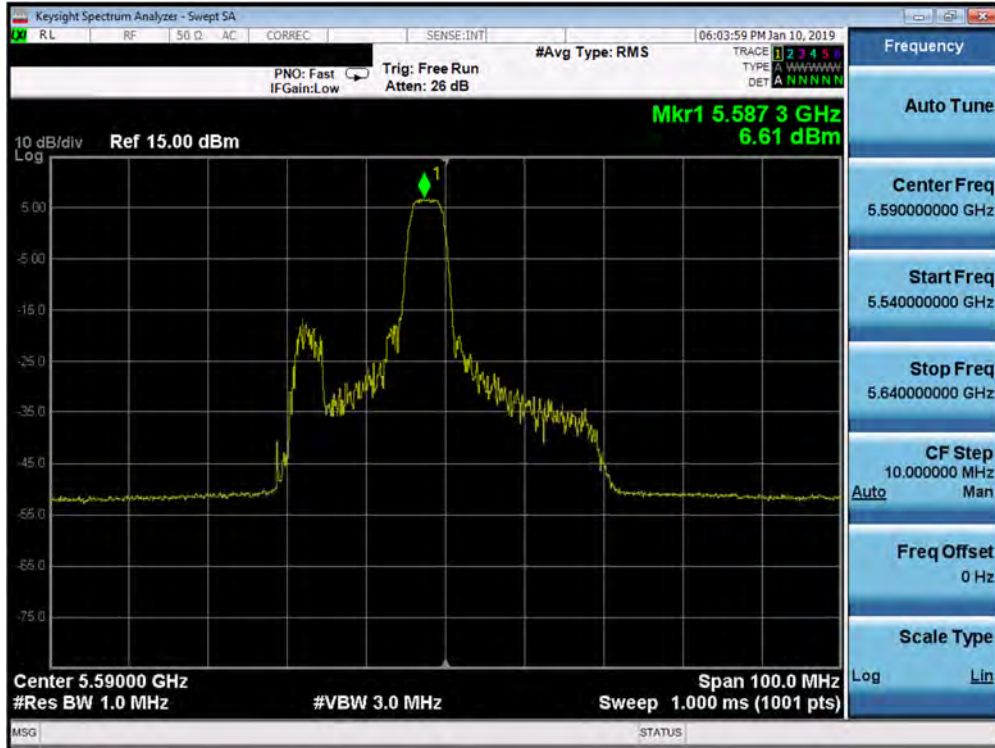 Keysight Spectrum Analyzer - Swept SA
LXI RL RF 50 Ω AC CORREC SENSE:INT 06:03:59 PM Jan 10, 2019
PNO: Fast
IFGain:Low
Trig: Free Run
Atten: 26 dB
#Avg Type: RMS
TRACE 1 2 3 4 5 6
TYPE A WWWWW
DET A N N N N N
Mkr1 5.587 3 GHz
6.61 dBm
10 dB/div Ref 15.00 dBm
Log
1
5.00
-5.00
-15.0
-25.0
-35.0
-45.0
-55.0
-65.0
-75.0
Center 5.59000 GHz Span 100.0 MHz
#Res BW 1.0 MHz #VBW 3.0 MHz Sweep 1.000 ms (1001 pts)
MSG STATUS
Frequency
Auto Tune
Center Freq
5.590000000 GHz
Start Freq
5.540000000 GHz
Stop Freq
5.640000000 GHz
CF Step
10.000000 MHz
Auto Man
Freq Offset
0 Hz
Scale Type
Log Lin